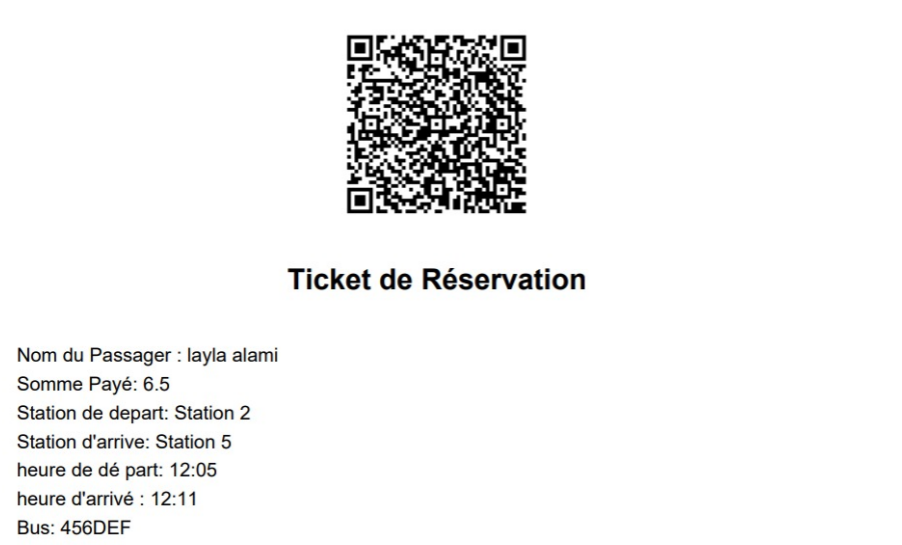 Ticket de Réservation
Nom du Passager : layla alami
Somme Payé: 6.5
Station de depart: Station 2
Station d'arrive: Station 5
heure de dé part: 12:05
heure d'arrivé : 12:11
Bus: 456DEF